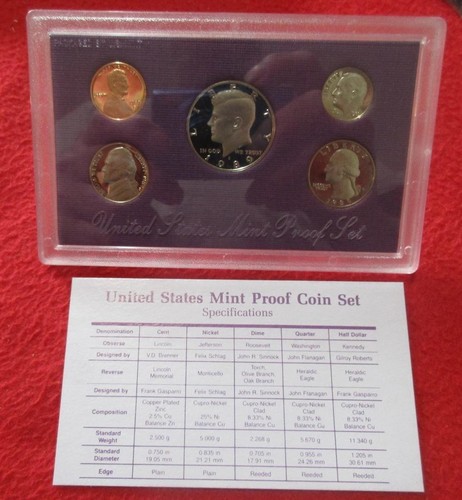 LIBERTY
IN GOD WE TRUST
1989
LIBERTY
United States Mint Proof Set
United States Mint Proof Coin Set
Specifications
Denomination Cent Nickel Dime Quarter Half Dollar
Obverse Lincoln Jefferson Roosevelt Washington Kennedy
Designed by V.D. Brenner Felix Schlag John R. Sinnock John Flanagan Gilroy Roberts
Reverse Lincoln Memorial Monticello Torch, Olive Branch, Oak Branch Heraldic Eagle Heraldic Eagle
Designed by Frank Gasparro Felix Schlag John R. Sinnock John Flanagan Frank Gasparro
Composition Copper Plated Zinc 2.5% Cu Balance Zn Cupro-Nickel 25% Ni Balance Cu Cupro-Nickel Clad 8.33% Ni Balance Cu Cupro-Nickel Clad 8.33% Ni Balance Cu Cupro-Nickel Clad 8.33% Ni Balance Cu
Standard Weight 2.500 g 5.000 g 2.268 g 5.670 g 11.340 g
Standard Diameter 0.750 in 19.05 mm 0.835 in 21.21 mm 0.705 in 17.91 mm 0.955 in 24.26 mm 1.205 in 30.61 mm
Edge Plain Plain Reeded Reeded Reeded